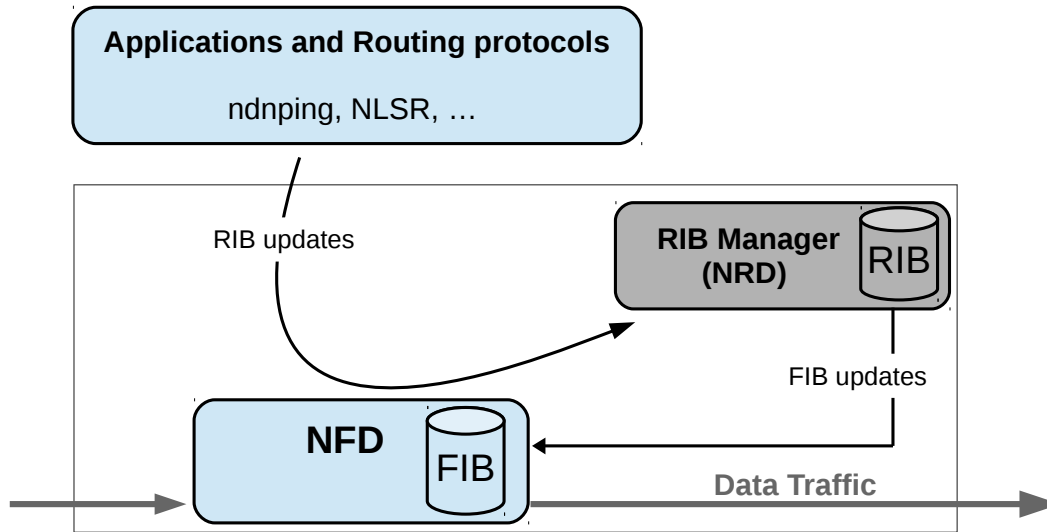 Applications and Routing protocols
ndnping, NLSR, …
RIB updates
RIB Manager
(NRD)
RIB
FIB updates
NFD
FIB
Data Traffic